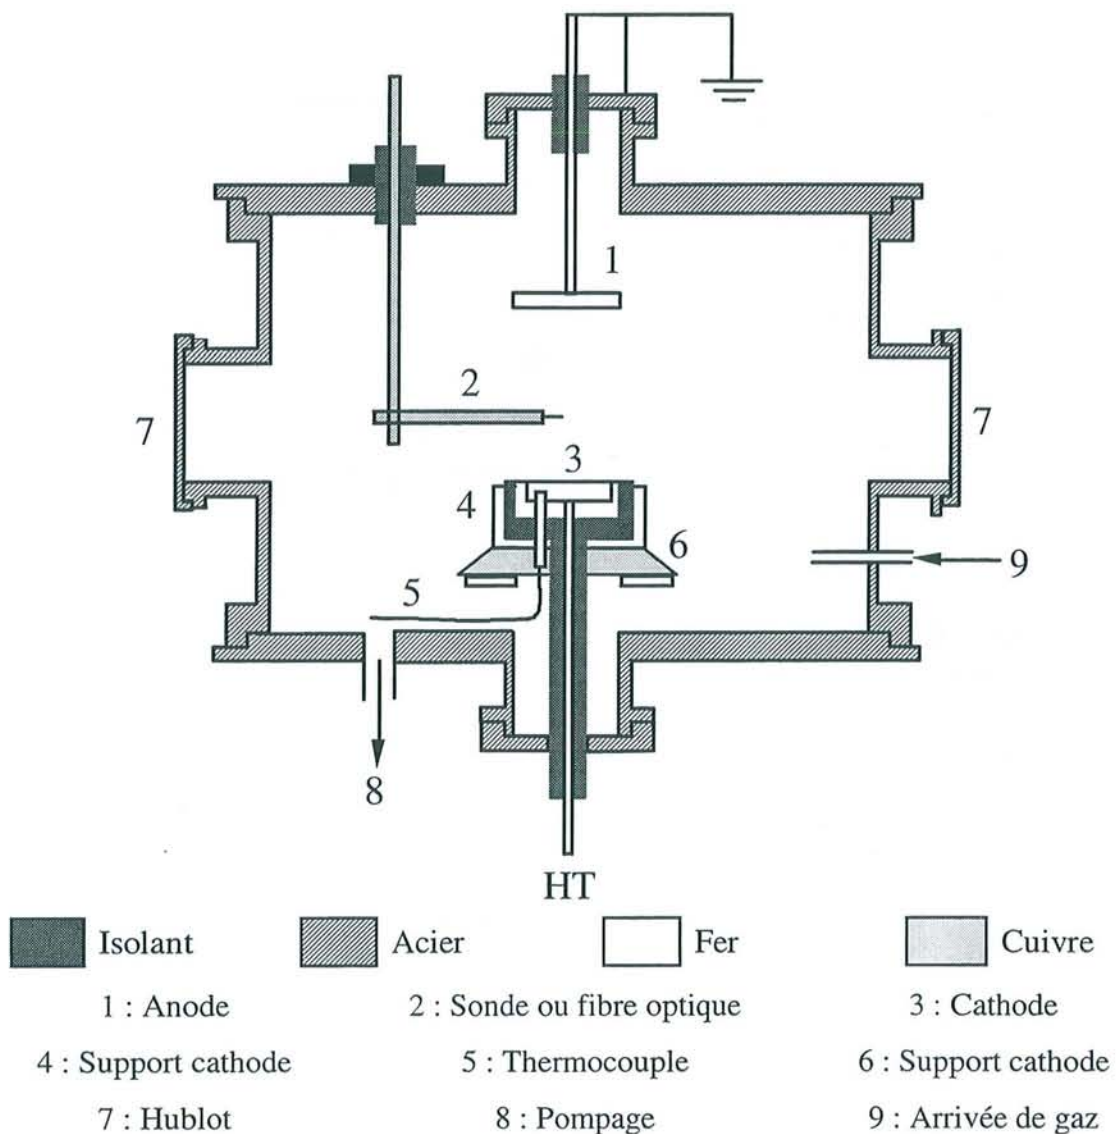 1
2
7
3
7
4
6
5
9
8
HT
Isolant Acier Fer Cuivre
1 : Anode 2 : Sonde ou fibre optique 3 : Cathode
4 : Support cathode 5 : Thermocouple 6 : Support cathode
7 : Hublot 8 : Pompage 9 : Arrivée de gaz